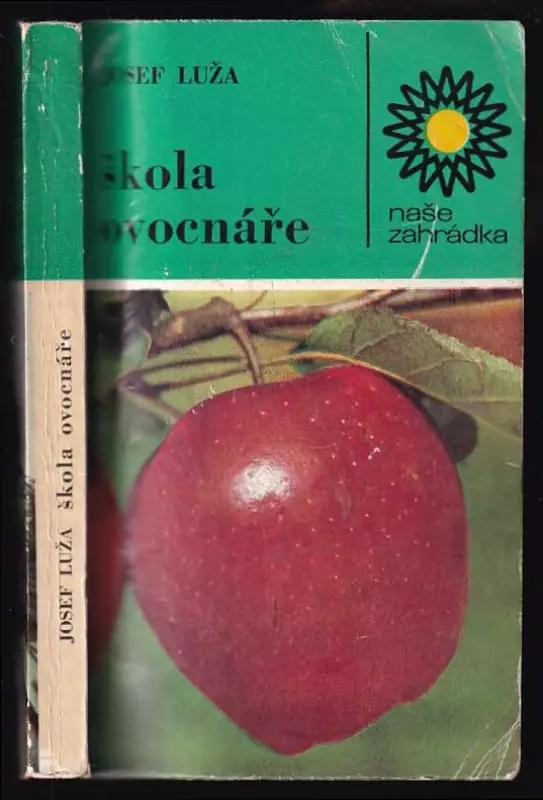 JOSEF LUŽA
škola
ovocnáře
naše
zahrádka
JOSEF LUŽA škola ovocnáře